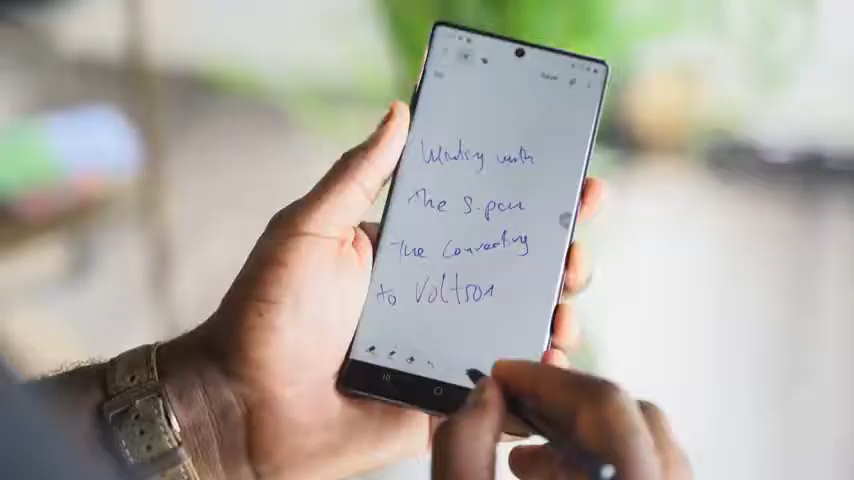 Working with
the S-pen
The Converting
to Voltron